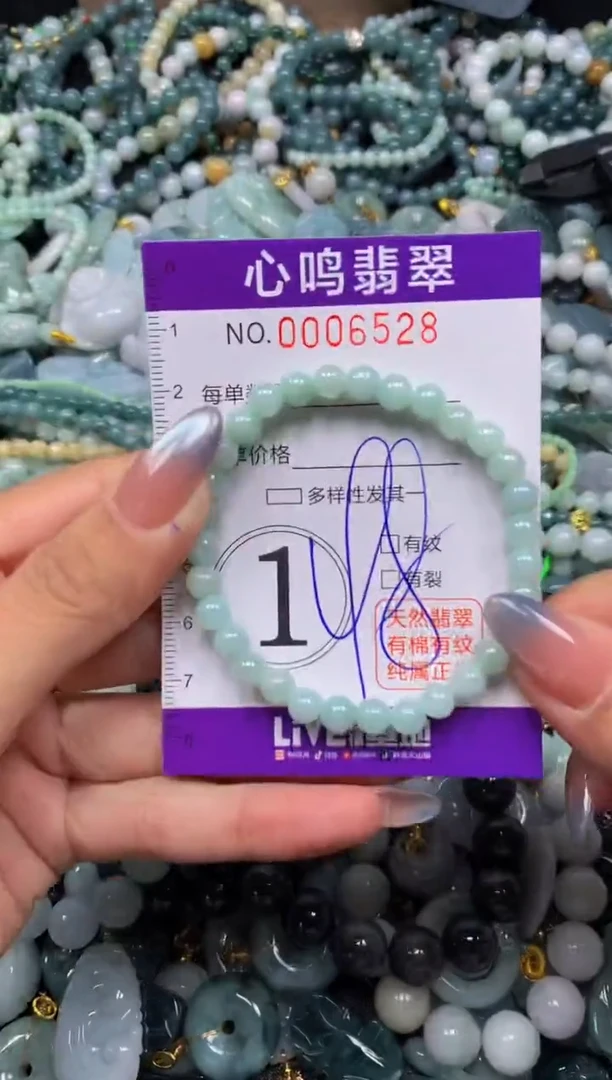 心鸣翡翠
NO.0006528
1
2
每单
价格
多样性发其一
有纹
有裂
1
天然翡翠
有棉有纹
纯属正
6
7
LIVE